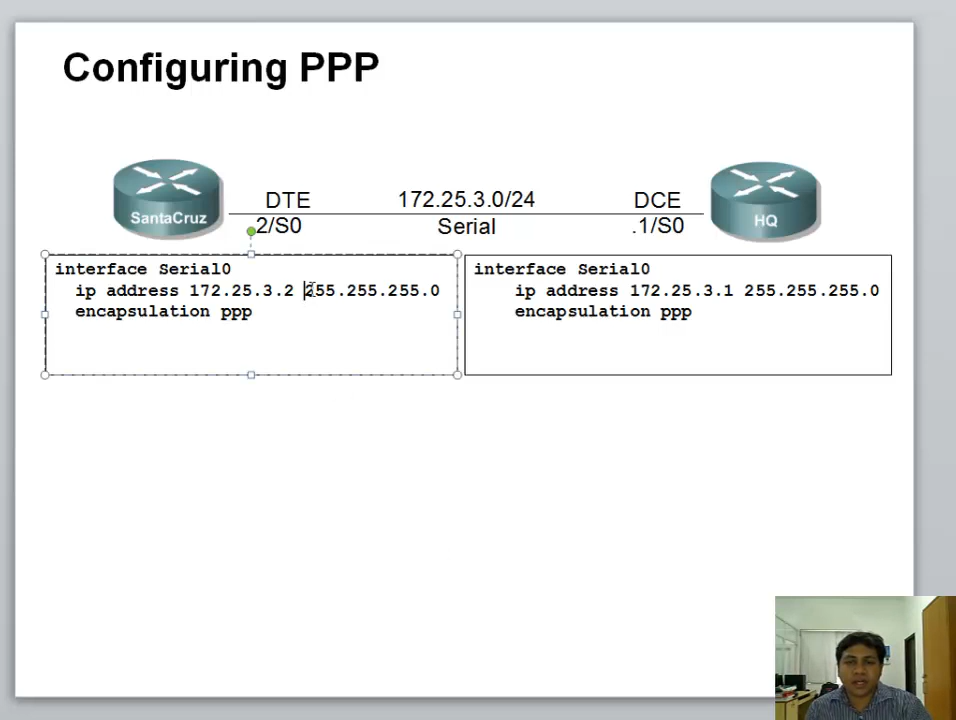 Configuring PPP
SantaCruz
DTE
172.25.3.0/24
DCE
HQ
2/S0
Serial
.1/S0
interface Serial0
ip address 172.25.3.2 255.255.255.0
encapsulation ppp
interface Serial0
ip address 172.25.3.1 255.255.255.0
encapsulation ppp